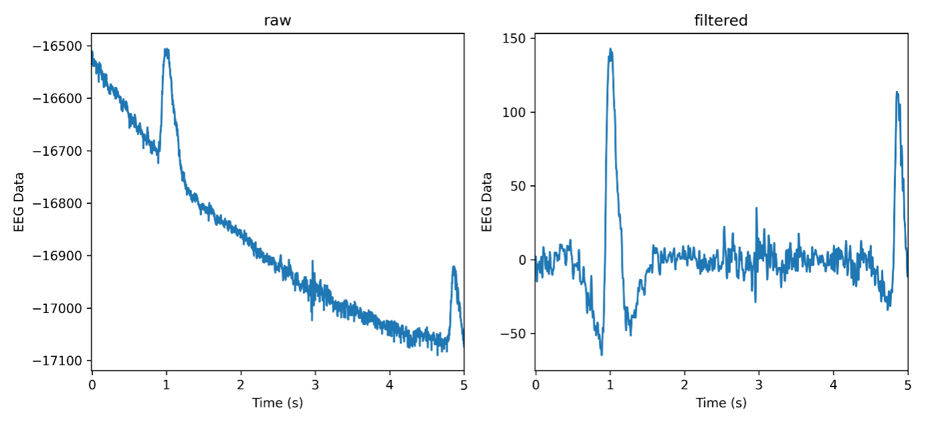 raw
−16500
−16600
−16700
−16800
−16900
−17000
−17100
EEG Data
0 1 2 3 4 5
Time (s)
filtered
150
100
50
0
−50
EEG Data
0 1 2 3 4 5
Time (s)